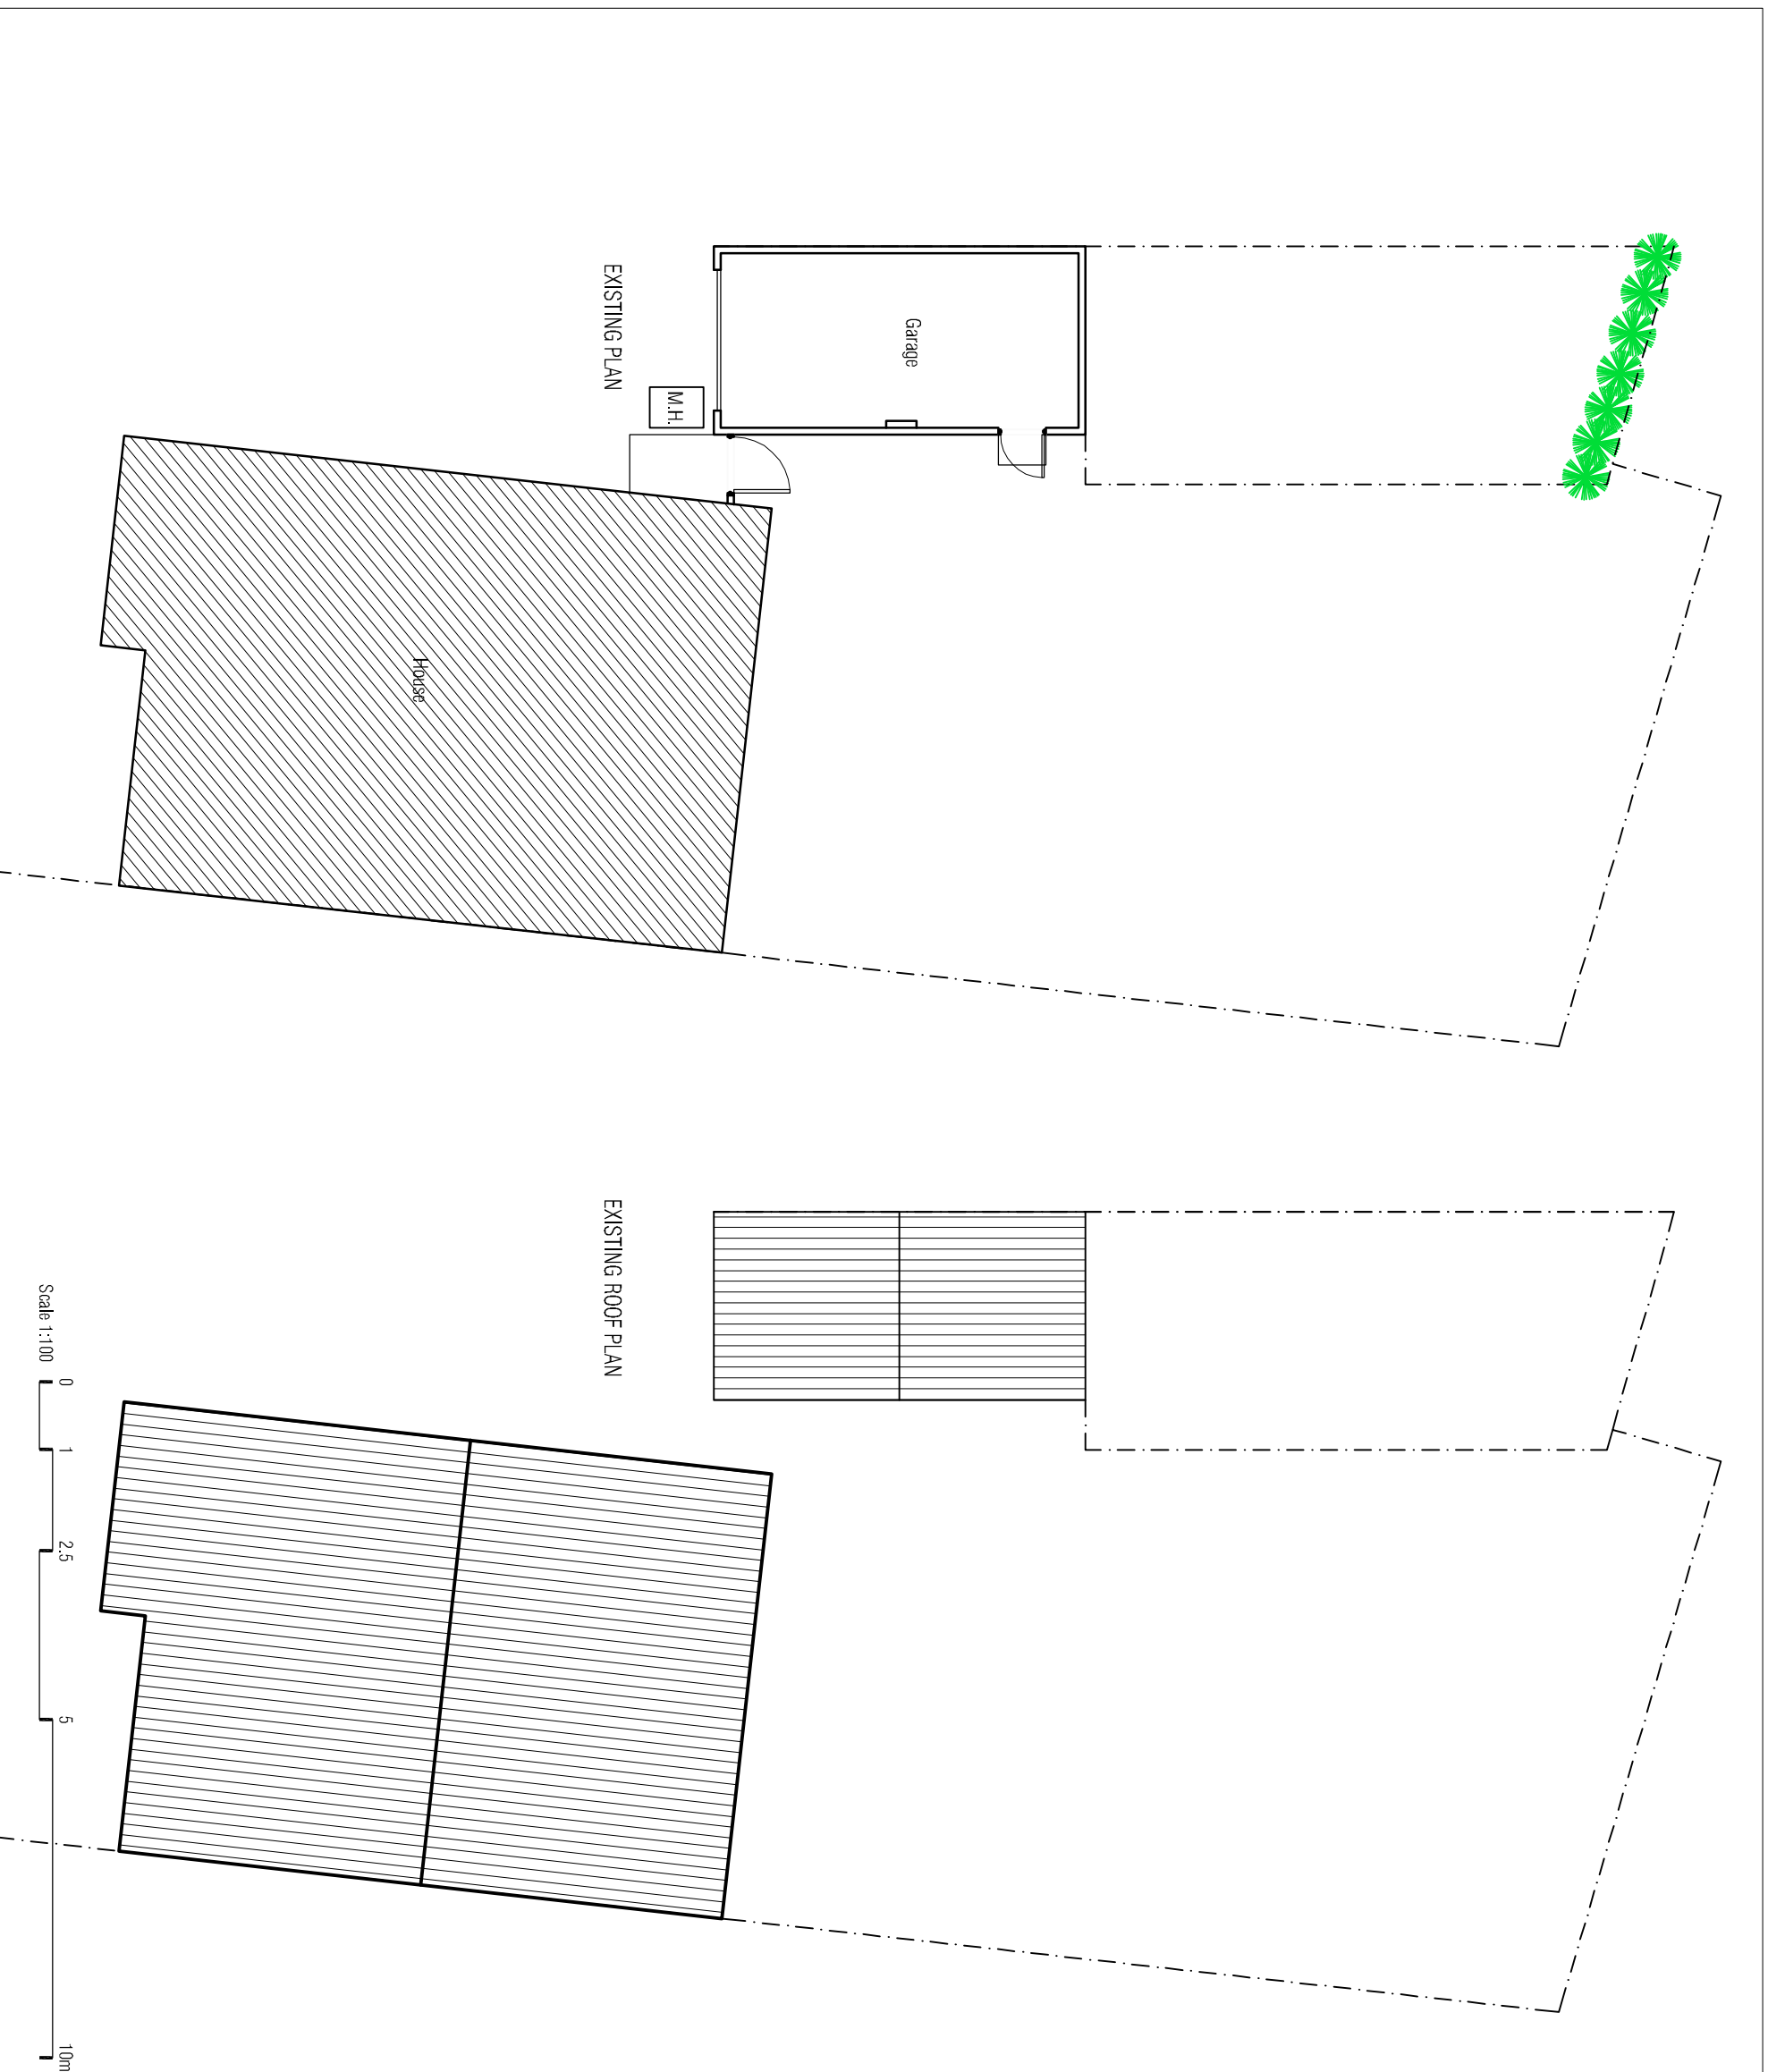 Garage
M.H.
EXISTING PLAN
House
EXISTING ROOF PLAN
Scale 1:100
0 1 2.5 5 10m